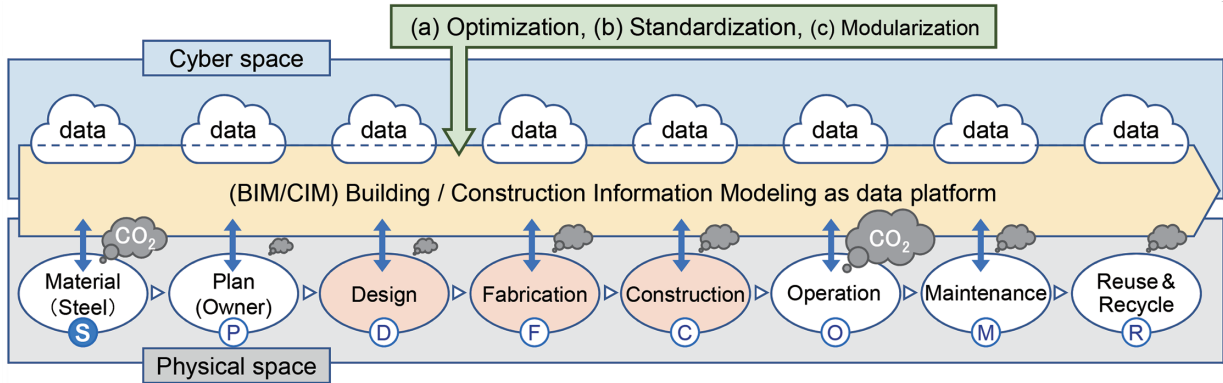 (a) Optimization, (b) Standardization, (c) Modularization
Cyber space
data data data data data data data data
(BIM/CIM) Building / Construction Information Modeling as data platform
CO₂ CO₂
Material
(Steel)
S
Plan
(Owner)
P
Design
D
Fabrication
F
Construction
C
Operation
O
Maintenance
M
Reuse &
Recycle
R
Physical space